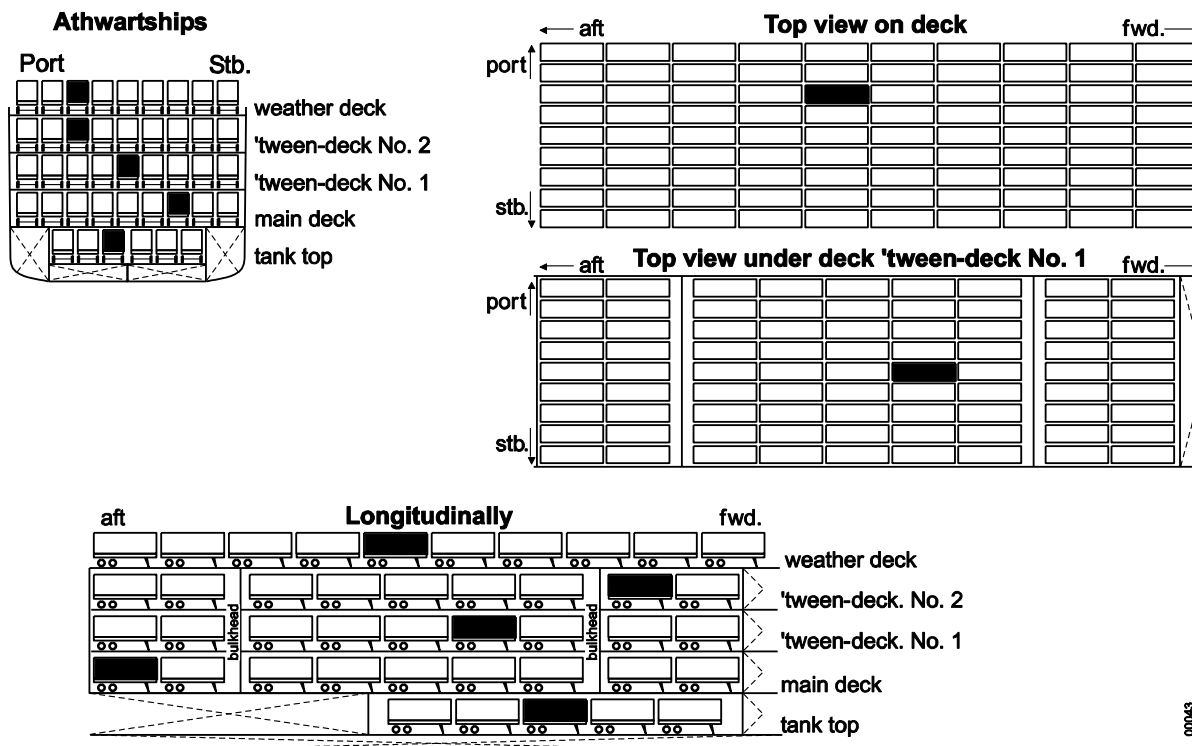 Athwartships
Port Stb.
weather deck
'tween-deck No. 2
'tween-deck No. 1
main deck
tank top
aft Top view on deck fwd.
port
stb.
aft Top view under deck 'tween-deck No. 1 fwd.
port
stb.
aft Longitudinally fwd.
weather deck
'tween-deck. No. 2
'tween-deck. No. 1
main deck
tank top
bulkhead
bulkhead
00043